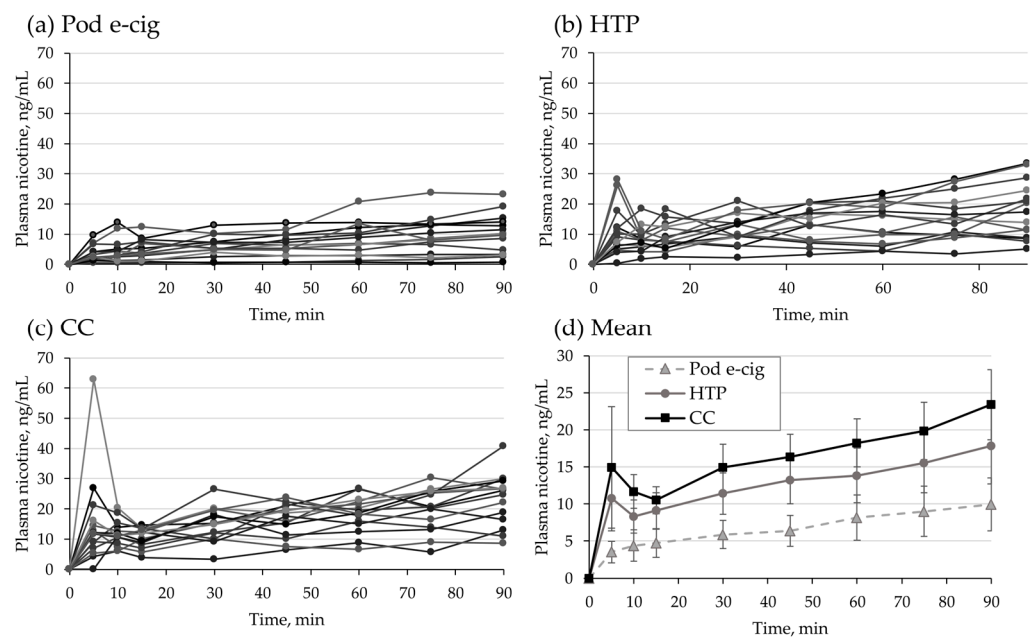 (a) Pod e-cig
Plasma nicotine, ng/mL
70
60
50
40
30
20
10
0
0 10 20 30 40 50 60 70 80 90
Time, min
(b) HTP
Plasma nicotine, ng/mL
70
60
50
40
30
20
10
0
0 20 40 60 80
Time, min
(c) CC
Plasma nicotine, ng/mL
70
60
50
40
30
20
10
0
0 10 20 30 40 50 60 70 80 90
Time, min
(d) Mean
Plasma nicotine, ng/mL
30
25
20
15
10
5
0
Pod e-cig
HTP
CC
0 10 20 30 40 50 60 70 80 90
Time, min